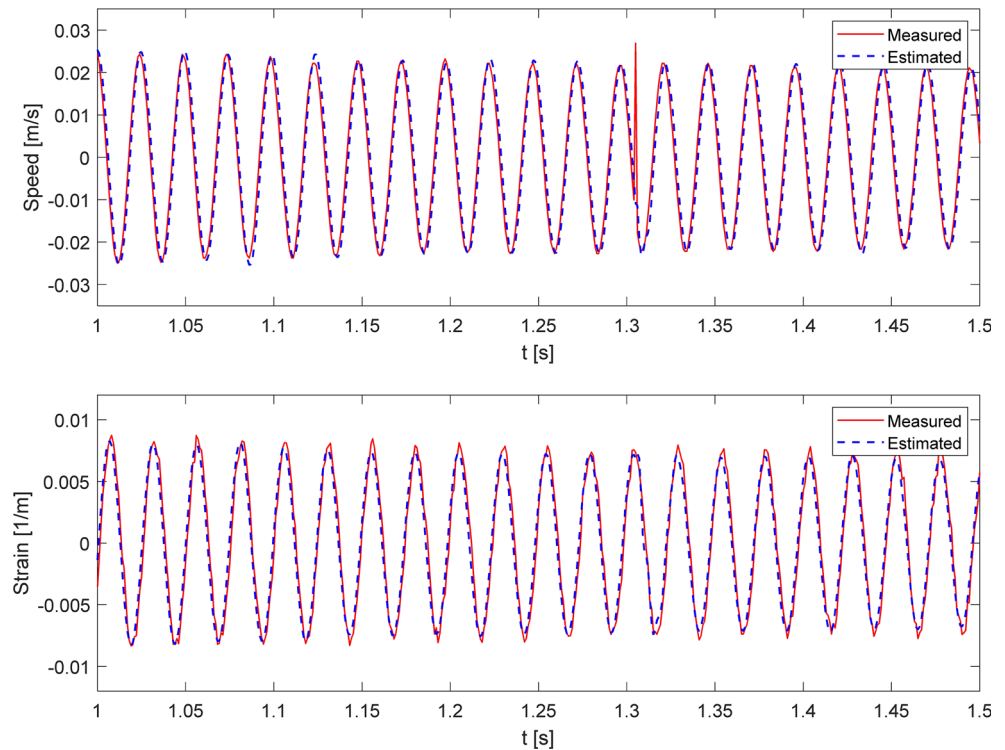 0.03
0.02
0.01
0
-0.01
-0.02
-0.03
Speed [m/s]
Measured
Estimated
1 1.05 1.1 1.15 1.2 1.25 1.3 1.35 1.4 1.45 1.5
t [s]
0.01
0.005
0
-0.005
-0.01
Strain [1/m]
Measured
Estimated
1 1.05 1.1 1.15 1.2 1.25 1.3 1.35 1.4 1.45 1.5
t [s]